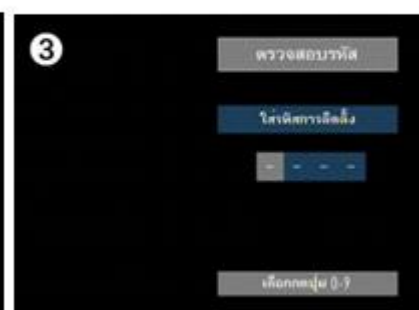 ③
ตรวจสอบรหัส
ใส่รหัสการติดตั้ง
- - - -
เลือกกดปุ่ม 0-9